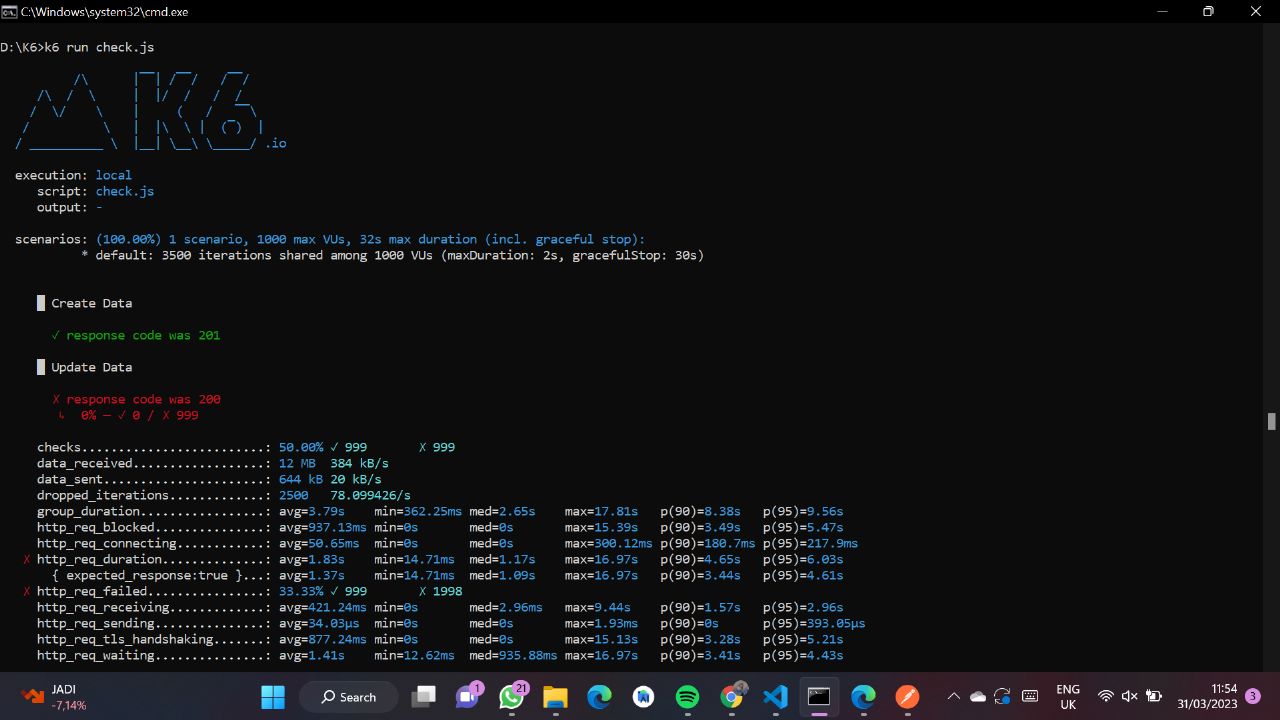 C:\Windows\system32\cmd.exe
D:\K6>k6 run check.js
.io
execution: local
script: check.js
output: -
scenarios: (100.00%) 1 scenario, 1000 max VUs, 32s max duration (incl. graceful stop):
* default: 3500 iterations shared among 1000 VUs (maxDuration: 2s, gracefulStop: 30s)
█ Create Data
✓ response code was 201
█ Update Data
✗ response code was 200
↳ 0% — ✓ 0 / ✗ 999
checks.........................: 50.00% ✓ 999 ✗ 999
data_received..................: 12 MB 384 kB/s
data_sent......................: 644 kB 20 kB/s
dropped_iterations.............: 2500 78.099426/s
group_duration.................: avg=3.79s min=362.25ms med=2.65s max=17.81s p(90)=8.38s p(95)=9.56s
http_req_blocked...............: avg=937.13ms min=0s med=0s max=15.39s p(90)=3.49s p(95)=5.47s
http_req_connecting............: avg=50.65ms min=0s med=0s max=300.12ms p(90)=180.7ms p(95)=217.9ms
✗ http_req_duration..............: avg=1.83s min=14.71ms med=1.17s max=16.97s p(90)=4.65s p(95)=6.03s
{ expected_response:true }...: avg=1.37s min=14.71ms med=1.09s max=16.97s p(90)=3.44s p(95)=4.61s
✗ http_req_failed................: 33.33% ✓ 999 ✗ 1998
http_req_receiving.............: avg=421.24ms min=0s med=2.96ms max=9.44s p(90)=1.57s p(95)=2.96s
http_req_sending...............: avg=34.03µs min=0s med=0s max=1.93ms p(90)=0s p(95)=393.05µs
http_req_tls_handshaking.......: avg=877.24ms min=0s med=0s max=15.13s p(90)=3.28s p(95)=5.21s
http_req_waiting...............: avg=1.41s min=12.62ms med=935.88ms max=16.97s p(90)=3.41s p(95)=4.43s
JADI
-7,14%
Search
1
21
ENG
UK
11:54
31/03/2023
3